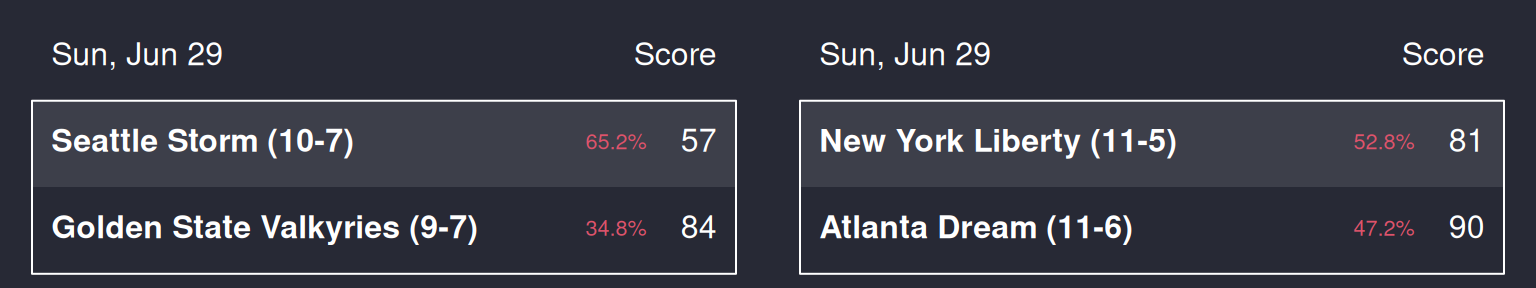 Sun, Jun 29 Score
Seattle Storm (10-7) 65.2% 57
Golden State Valkyries (9-7) 34.8% 84
Sun, Jun 29 Score
New York Liberty (11-5) 52.8% 81
Atlanta Dream (11-6) 47.2% 90